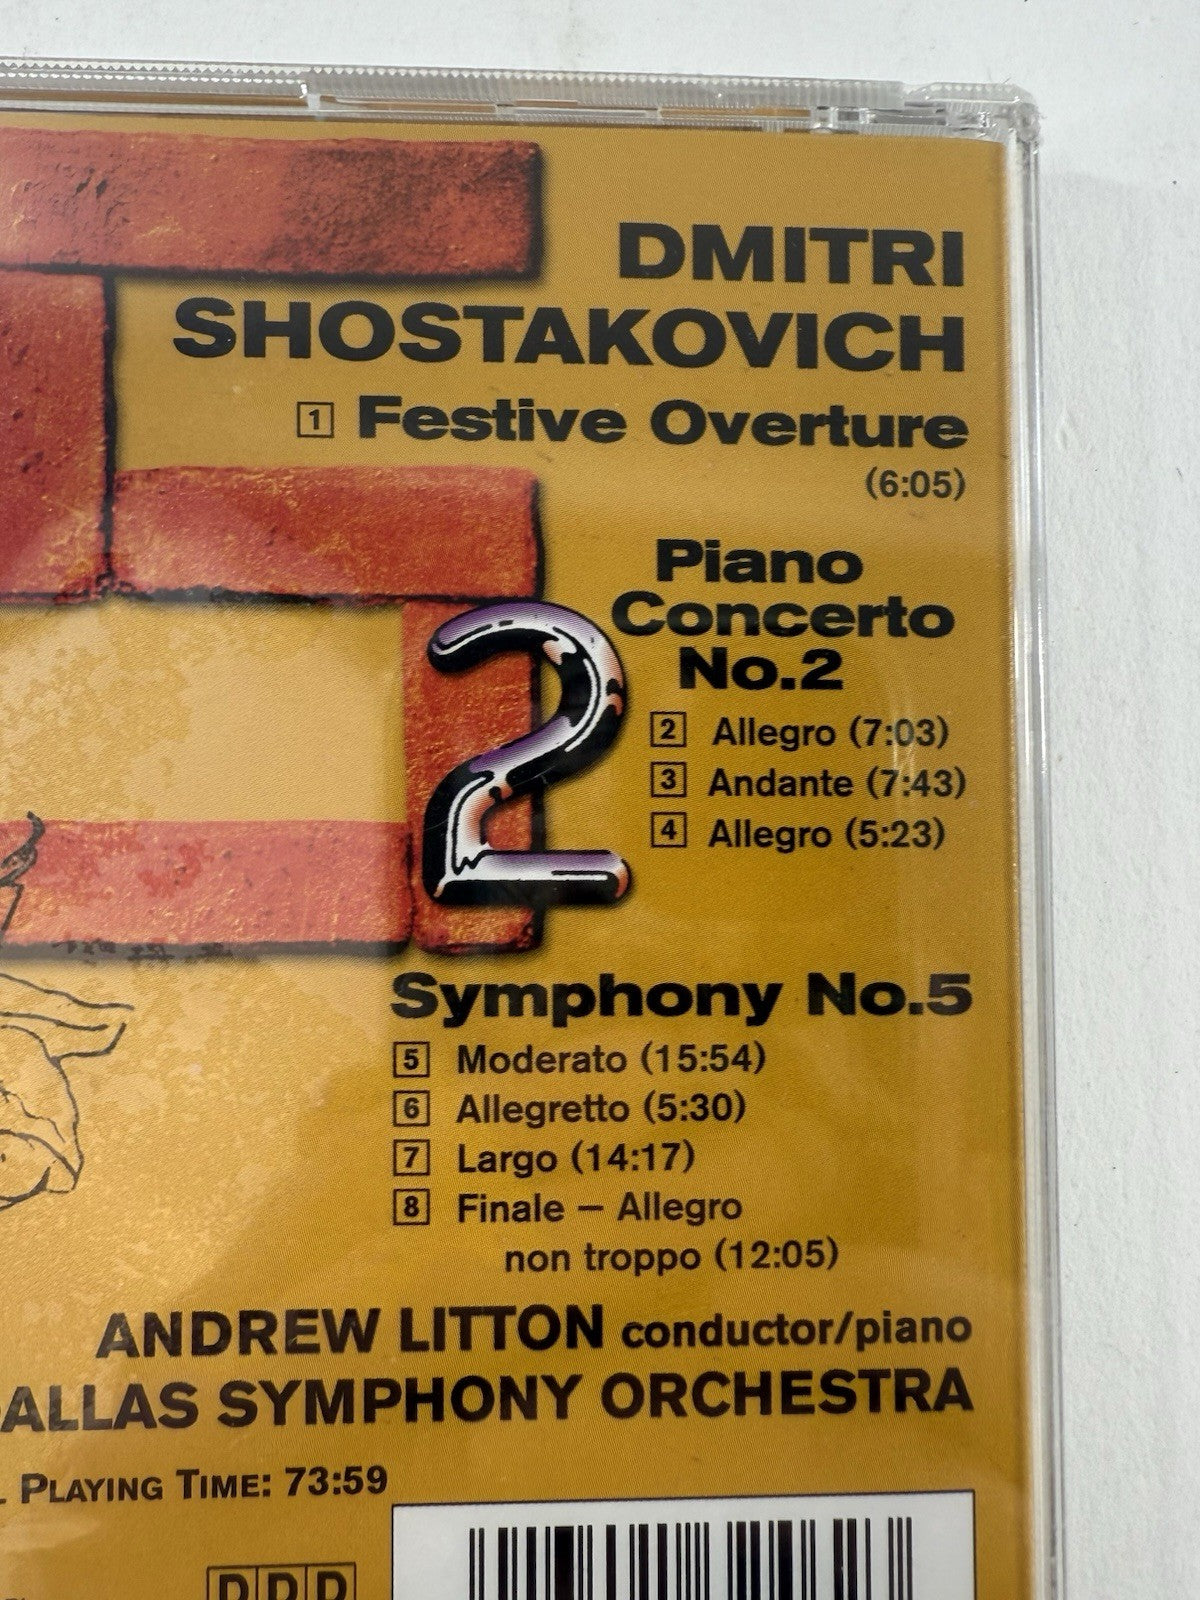 DMITRI
SHOSTAKOVICH
1 Festive Overture
(6:05)
2
Piano
Concerto
No.2
2 Allegro (7:03)
3 Andante (7:43)
4 Allegro (5:23)
Symphony No.5
5 Moderato (15:54)
6 Allegretto (5:30)
7 Largo (14:17)
8 Finale – Allegro
non troppo (12:05)
ANDREW LITTON conductor/piano
DALLAS SYMPHONY ORCHESTRA
PLAYING TIME: 73:59
DDD